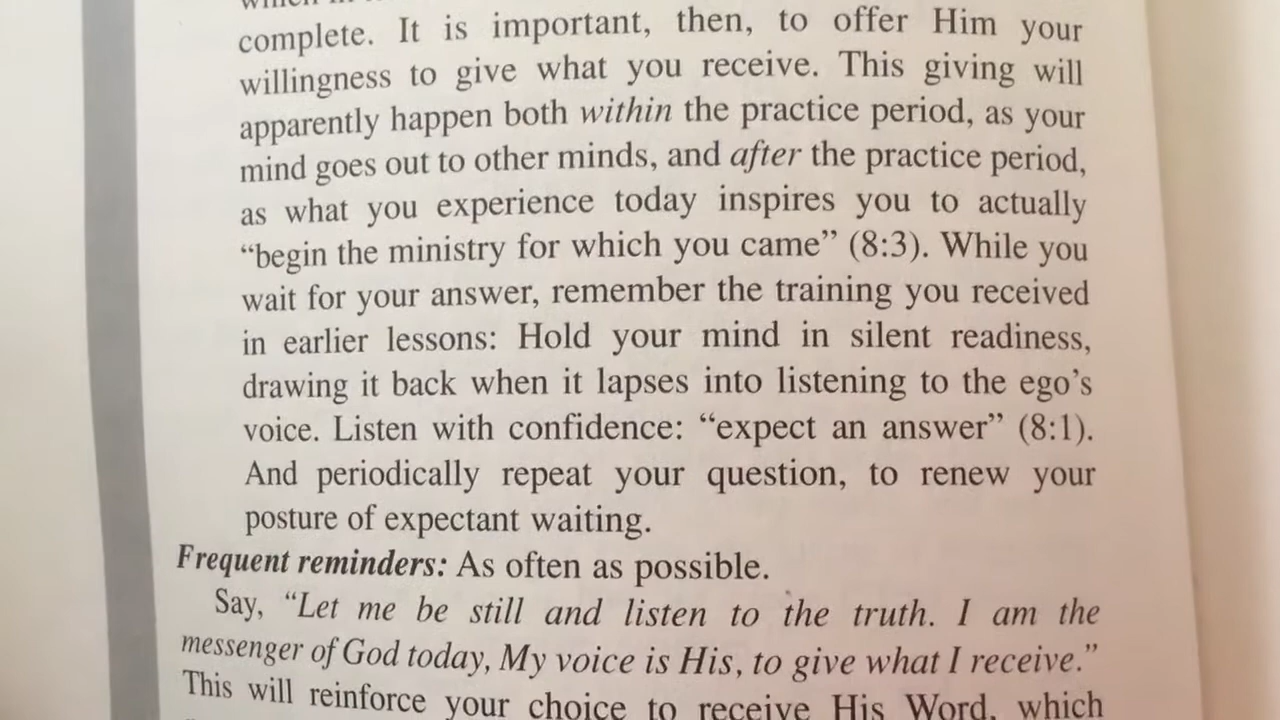 complete. It is important, then, to offer Him your
willingness to give what you receive. This giving will
apparently happen both within the practice period, as your
mind goes out to other minds, and after the practice period,
as what you experience today inspires you to actually
“begin the ministry for which you came” (8:3). While you
wait for your answer, remember the training you received
in earlier lessons: Hold your mind in silent readiness,
drawing it back when it lapses into listening to the ego’s
voice. Listen with confidence: “expect an answer” (8:1).
And periodically repeat your question, to renew your
posture of expectant waiting.
Frequent reminders: As often as possible.
Say, “Let me be still and listen to the truth. I am the
messenger of God today, My voice is His, to give what I receive.”
This will reinforce your choice to receive His Word, which